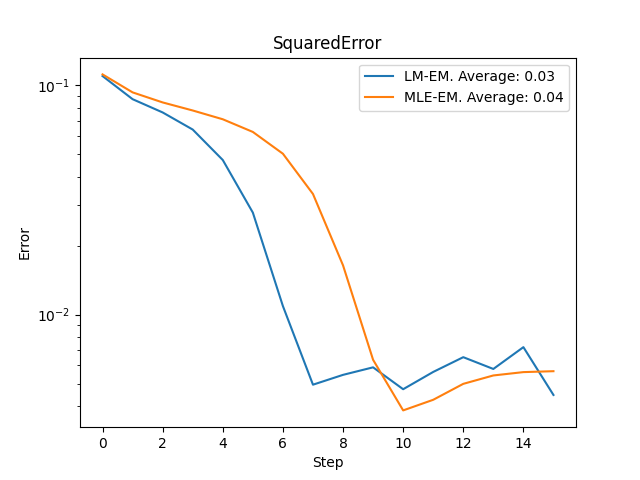 SquaredError
LM-EM. Average: 0.03
MLE-EM. Average: 0.04
10⁻¹
10⁻²
Error
0 2 4 6 8 10 12 14
Step